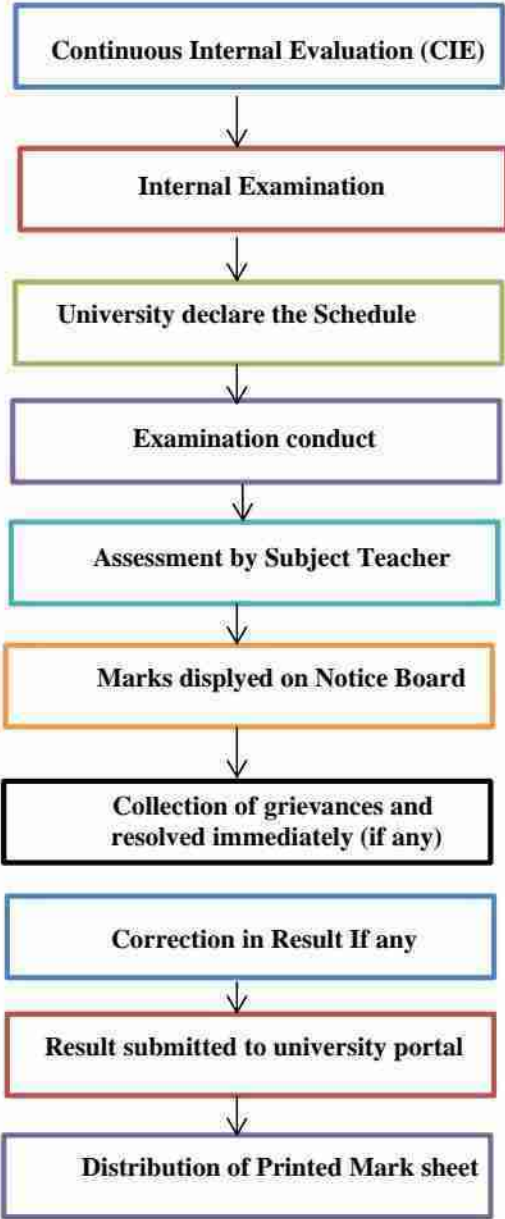 Continuous Internal Evaluation (CIE)
Internal Examination
University declare the Schedule
Examination conduct
Assessment by Subject Teacher
Marks displyed on Notice Board
Collection of grievances and
resolved immediately (if any)
Correction in Result If any
Result submitted to university portal
Distribution of Printed Mark sheet